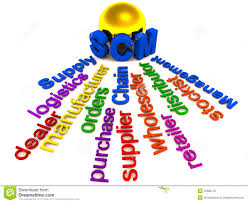 SCM
Supply
Chain
Management
logistics
orders
distributor
stockist
dealer
manufacturer
purchase
supplier
wholesaler
retailer